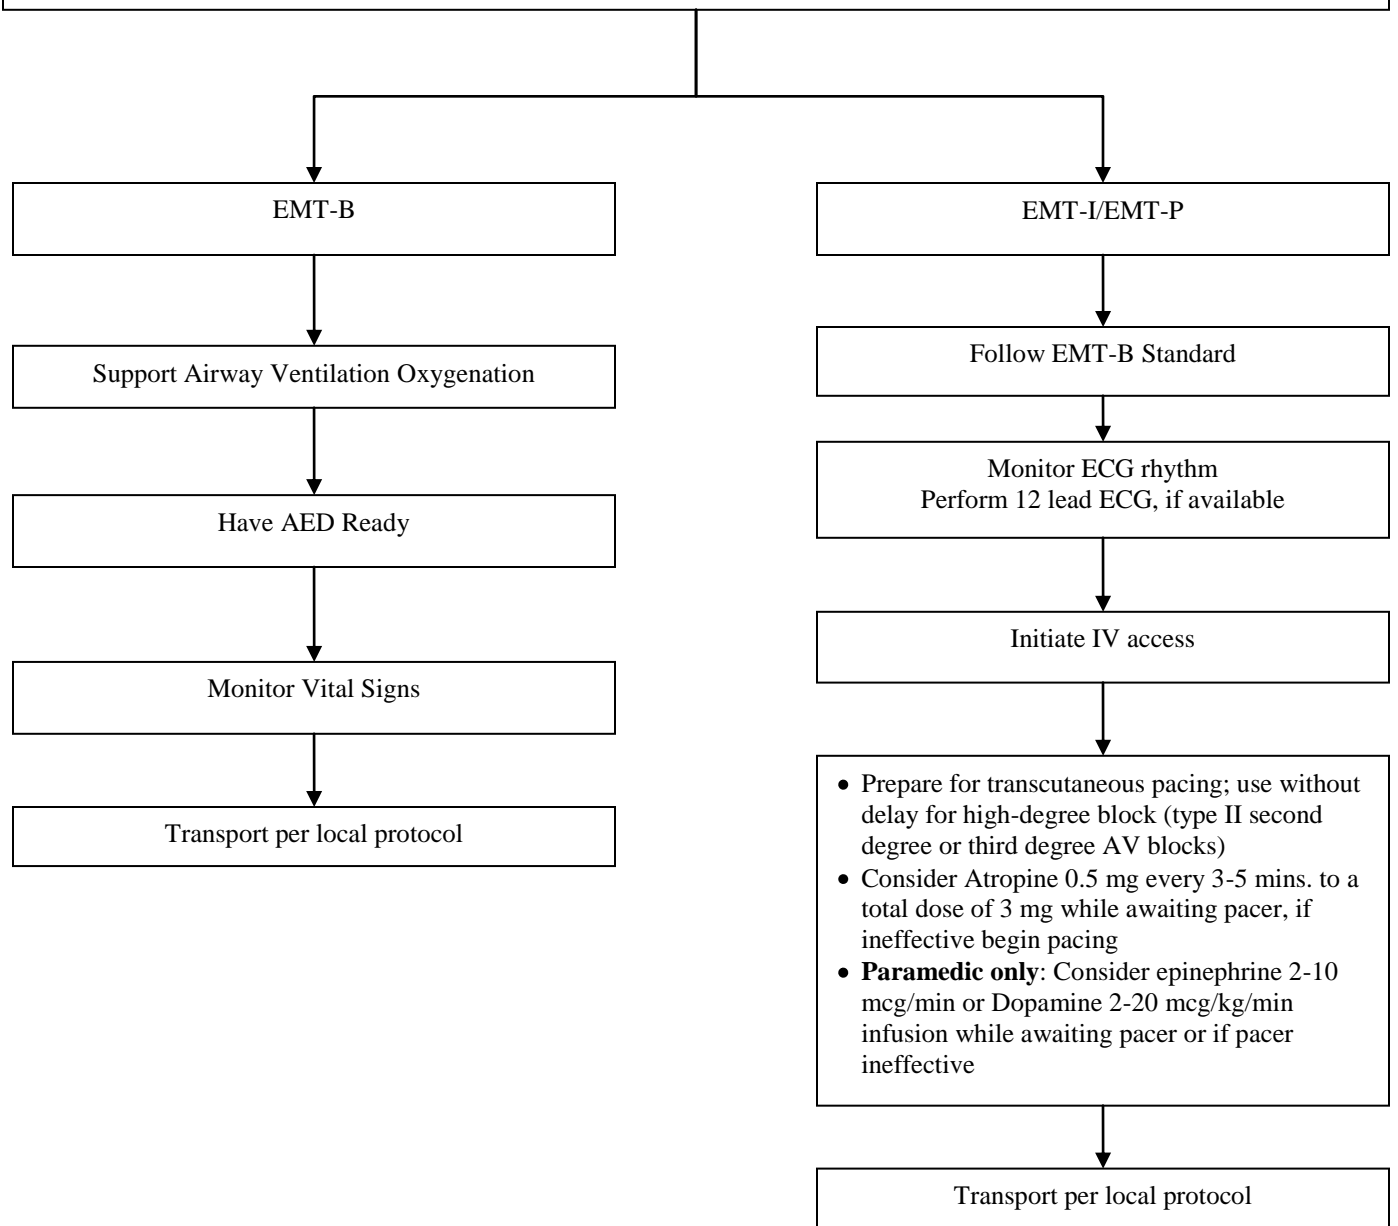 EMT-B
Support Airway Ventilation Oxygenation
Have AED Ready
Monitor Vital Signs
Transport per local protocol
EMT-I/EMT-P
Follow EMT-B Standard
Monitor ECG rhythm
Perform 12 lead ECG, if available
Initiate IV access
• Prepare for transcutaneous pacing; use without
delay for high-degree block (type II second
degree or third degree AV blocks)
• Consider Atropine 0.5 mg every 3-5 mins. to a
total dose of 3 mg while awaiting pacer, if
ineffective begin pacing
• Paramedic only: Consider epinephrine 2-10
mcg/min or Dopamine 2-20 mcg/kg/min
infusion while awaiting pacer or if pacer
ineffective
Transport per local protocol